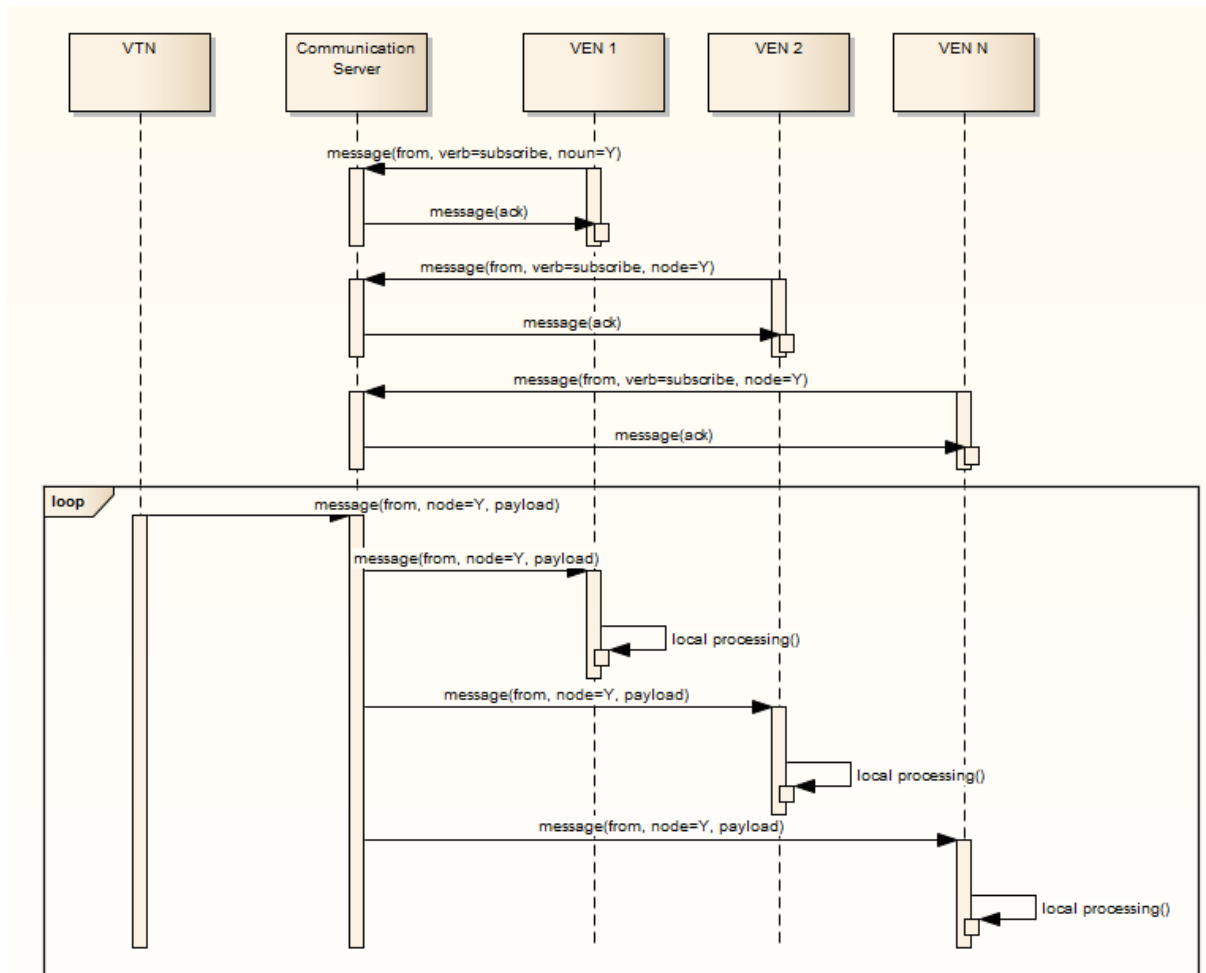 VTN
Communication
Server
VEN 1
VEN 2
VEN N
message(from, verb=subscribe, noun=Y)
message(ack)
message(from, verb=subscribe, node=Y)
message(ack)
message(from, verb=subscribe, node=Y)
message(ack)
loop
message(from, node=Y, payload)
message(from, node=Y, payload)
local processing()
message(from, node=Y, payload)
local processing()
message(from, node=Y, payload)
local processing()